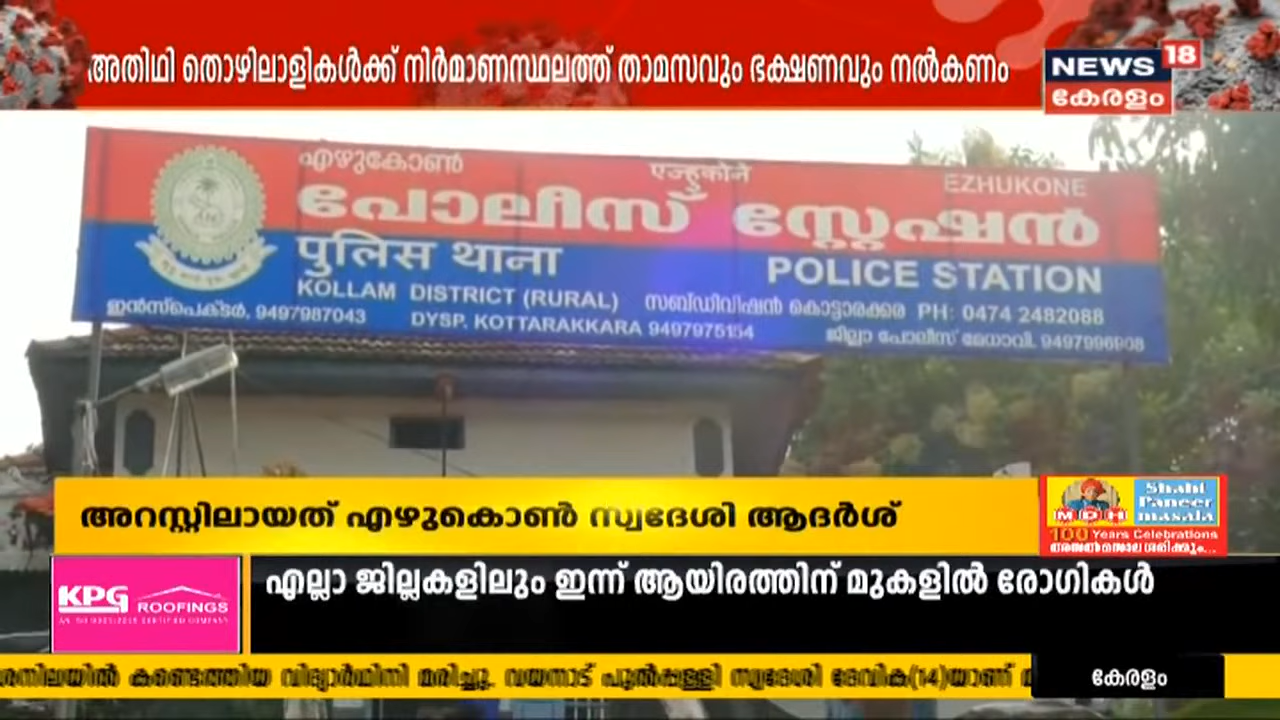 അതിഥി തൊഴിലാളികൾക്ക് നിർമാണസ്ഥലത്ത് താമസവും ഭക്ഷണവും നൽകണം
NEWS 18
കേരളം
എഴുകോൺ एज्हुकोने EZHUKONE
പോലീസ് സ്റ്റേഷൻ
पुलिस थाना POLICE STATION
KOLLAM DISTRICT (RURAL) സബ്ഡിവിഷൻ കൊട്ടാരക്കര PH: 0474 2482088
ഇൻസ്പെക്ടർ. 9497987043 DYSP. KOTTARAKKARA 9497975154 ജില്ലാ പോലീസ് മേധാവി. 9497996908
അറസ്റ്റിലായത് എഴുകൊൺ സ്വദേശി ആദർശ്
MDH Shahi Paneer masala
100 Years Celebrations
KPG ROOFINGS
എല്ലാ ജില്ലകളിലും ഇന്ന് ആയിരത്തിന് മുകളിൽ രോഗികൾ
കണ്ടെത്തിയ വിദ്യാർഥിനി മരിച്ചു. വയനാട് പുൽപ്പള്ളി സ്വദേശി ദേവിക(14)യാണ്
കേരളം